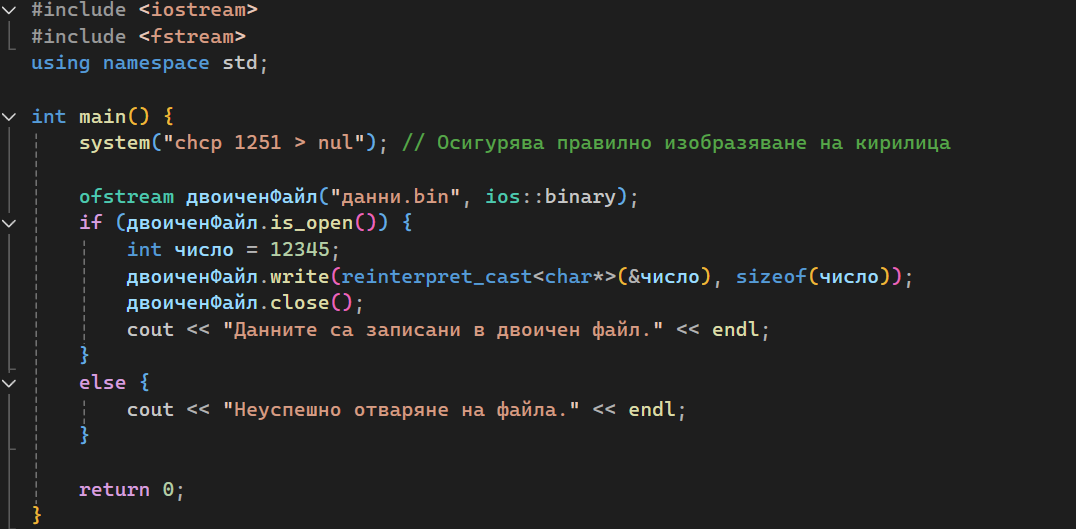 #include <iostream>
#include <fstream>
using namespace std;
int main() {
system("chcp 1251 > nul"); // Осигурява правилно изобразяване на кирилица
ofstream двоиченФайл("данни.bin", ios::binary);
if (двоиченФайл.is_open()) {
int число = 12345;
двоиченФайл.write(reinterpret_cast<char*>(&число), sizeof(число));
двоиченФайл.close();
cout << "Данните са записани в двоичен файл." << endl;
}
else {
cout << "Неуспешно отваряне на файла." << endl;
}
return 0;
}